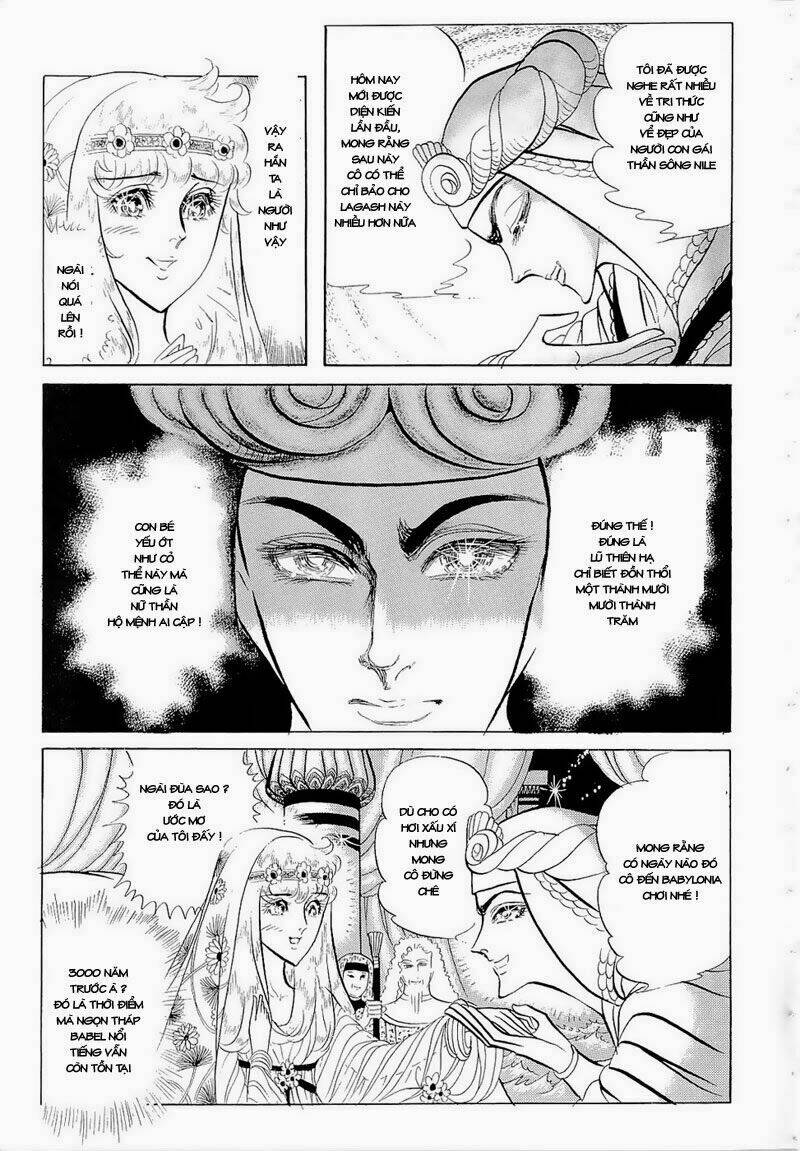 TÔI ĐÃ ĐƯỢC
NGHE RẤT NHIỀU
VỀ TRI THỨC
CŨNG NHƯ
VẺ ĐẸP CỦA
NGƯỜI CON GÁI
THẦN SÔNG NILE
HÔM NAY
MỚI ĐƯỢC
DIỆN KIẾN
LẦN ĐẦU,
MONG RẰNG
SAU NÀY
CÔ CÓ THỂ
CHỈ BẢO CHO
LAGASH NÀY
NHIỀU HƠN NỮA
VẬY
RA
HẮN
TA
LÀ
NGƯỜI
NHƯ
VẬY
NGÀI
NÓI
QUÁ
LÊN
RỒI !
ĐÚNG THẾ !
ĐÚNG LÀ
LŨ THIÊN HẠ
CHỈ BIẾT ĐỒN THỔI
MỘT THÀNH MƯỜI
MƯỜI THÀNH
TRĂM
CON BÉ
YẾU ỚT
NHƯ CỎ
THẾ NÀY MÀ
CŨNG LÀ
NỮ THẦN
HỘ MỆNH AI CẬP !
MONG RẰNG
CÓ NGÀY NÀO ĐÓ
CÔ ĐẾN BABYLONIA
CHƠI NHÉ !
DÙ CHO CÓ
HƠI XẤU XÍ
NHƯNG
MONG
CÔ ĐỪNG
CHÊ
NGÀI ĐÙA SAO ?
ĐÓ LÀ
ƯỚC MƠ
CỦA TÔI ĐẤY !
3000 NĂM
TRƯỚC À ?
ĐÓ LÀ THỜI ĐIỂM
MÀ NGỌN THÁP
BABEL NỔI
TIẾNG VẪN
CÒN TỒN TẠI